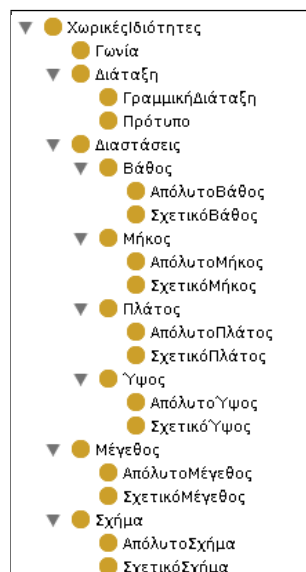 ΧωρικέςΙδιότητες
Γωνία
Διάταξη
ΓραμμικήΔιάταξη
Πρότυπο
Διαστάσεις
Βάθος
ΑπόλυτοΒάθος
ΣχετικόΒάθος
Μήκος
ΑπόλυτοΜήκος
ΣχετικόΜήκος
Πλάτος
ΑπόλυτοΠλάτος
ΣχετικόΠλάτος
Ύψος
ΑπόλυτοΎψος
ΣχετικόΎψος
Μέγεθος
ΑπόλυτοΜέγεθος
ΣχετικόΜέγεθος
Σχήμα
ΑπόλυτοΣχήμα
ΣχετικόΣχήμα